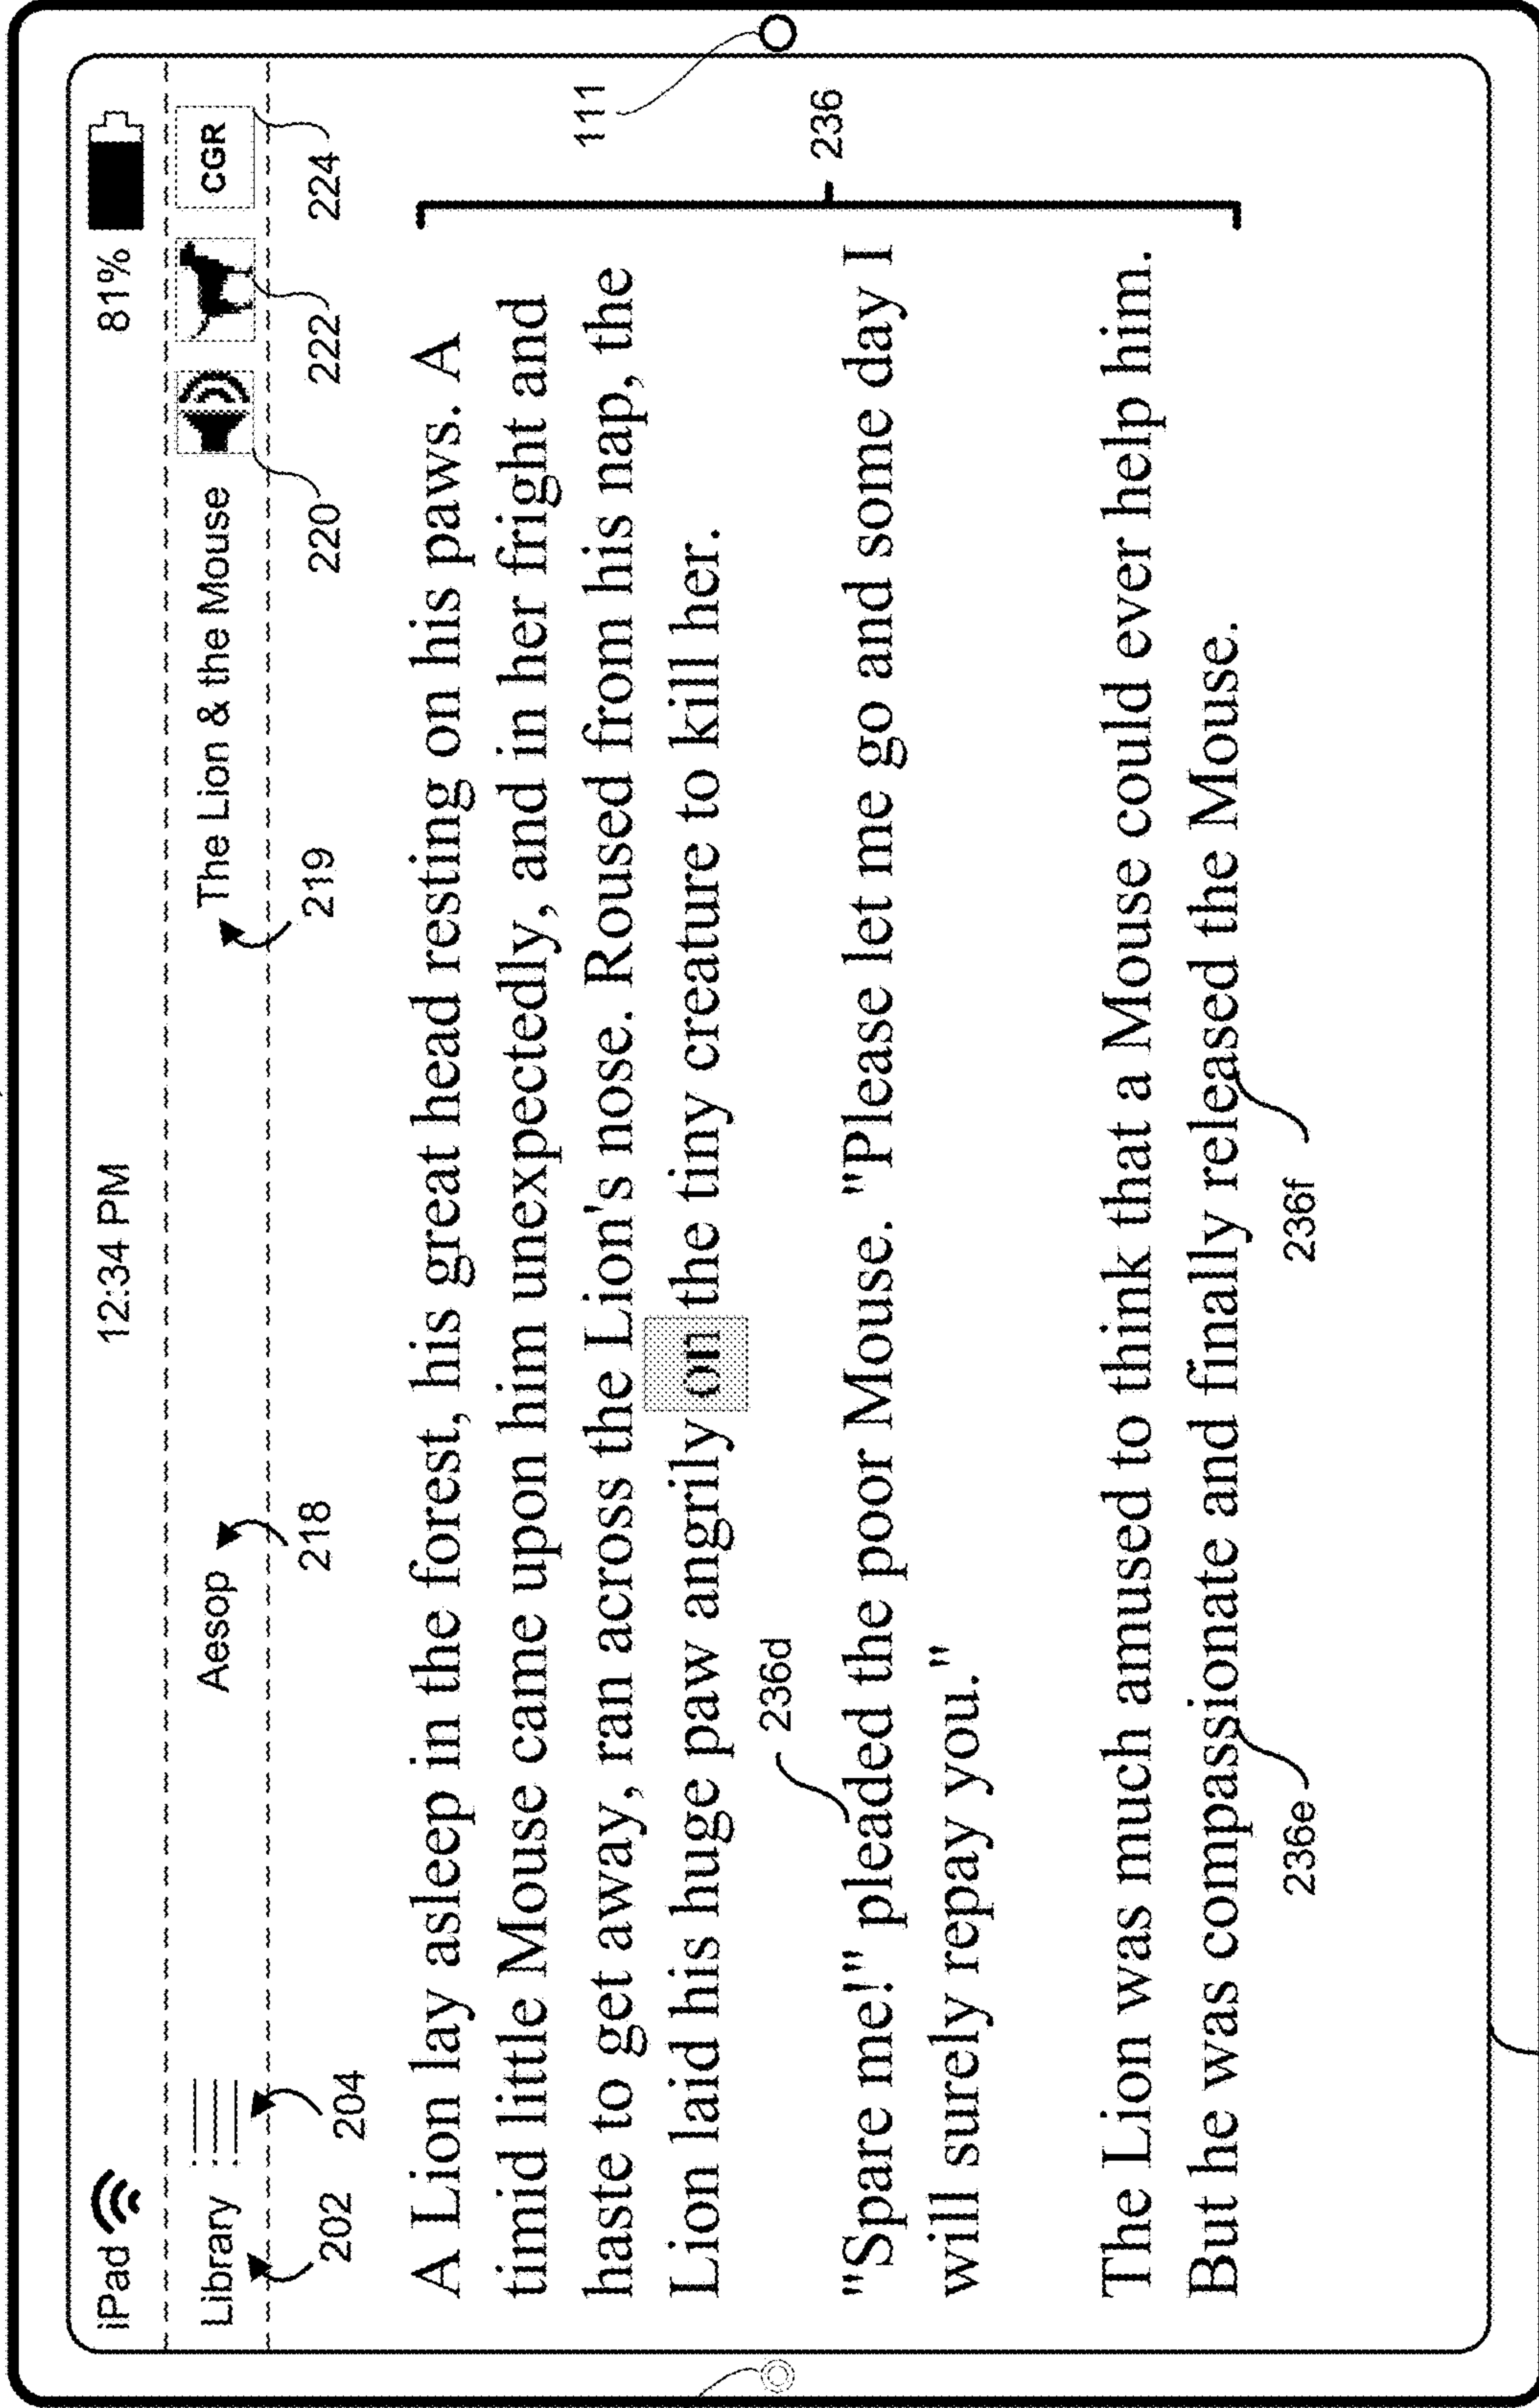 iPad 12:34 PM 81%
Library Aesop The Lion & the Mouse CGR
202 204 218 219 220 222 224
A Lion lay asleep in the forest, his great head resting on his paws. A
timid little Mouse came upon him unexpectedly, and in her fright and
haste to get away, ran across the Lion's nose. Roused from his nap, the
Lion laid his huge paw angrily on the tiny creature to kill her.
111
236d
236
"Spare me!" pleaded the poor Mouse. "Please let me go and some day I
will surely repay you."
The Lion was much amused to think that a Mouse could ever help him.
But he was compassionate and finally released the Mouse.
236e 236f